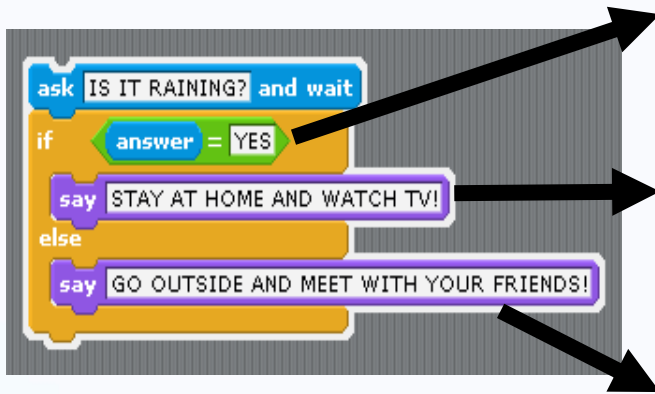 ask IS IT RAINING? and wait
if answer = YES
say STAY AT HOME AND WATCH TV!
else
say GO OUTSIDE AND MEET WITH YOUR FRIENDS!